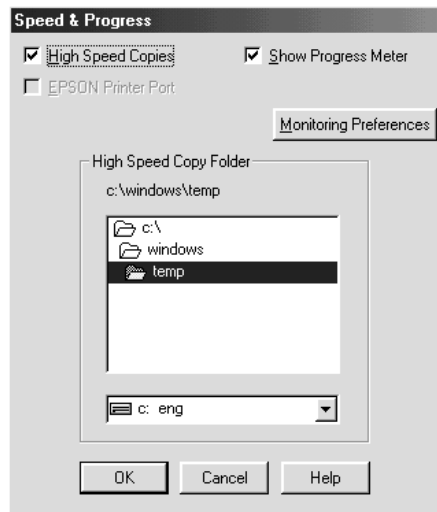 Speed & Progress
High Speed Copies
Show Progress Meter
EPSON Printer Port
Monitoring Preferences
High Speed Copy Folder
c:\windows\temp
c:\
windows
temp
c: eng
OK
Cancel
Help